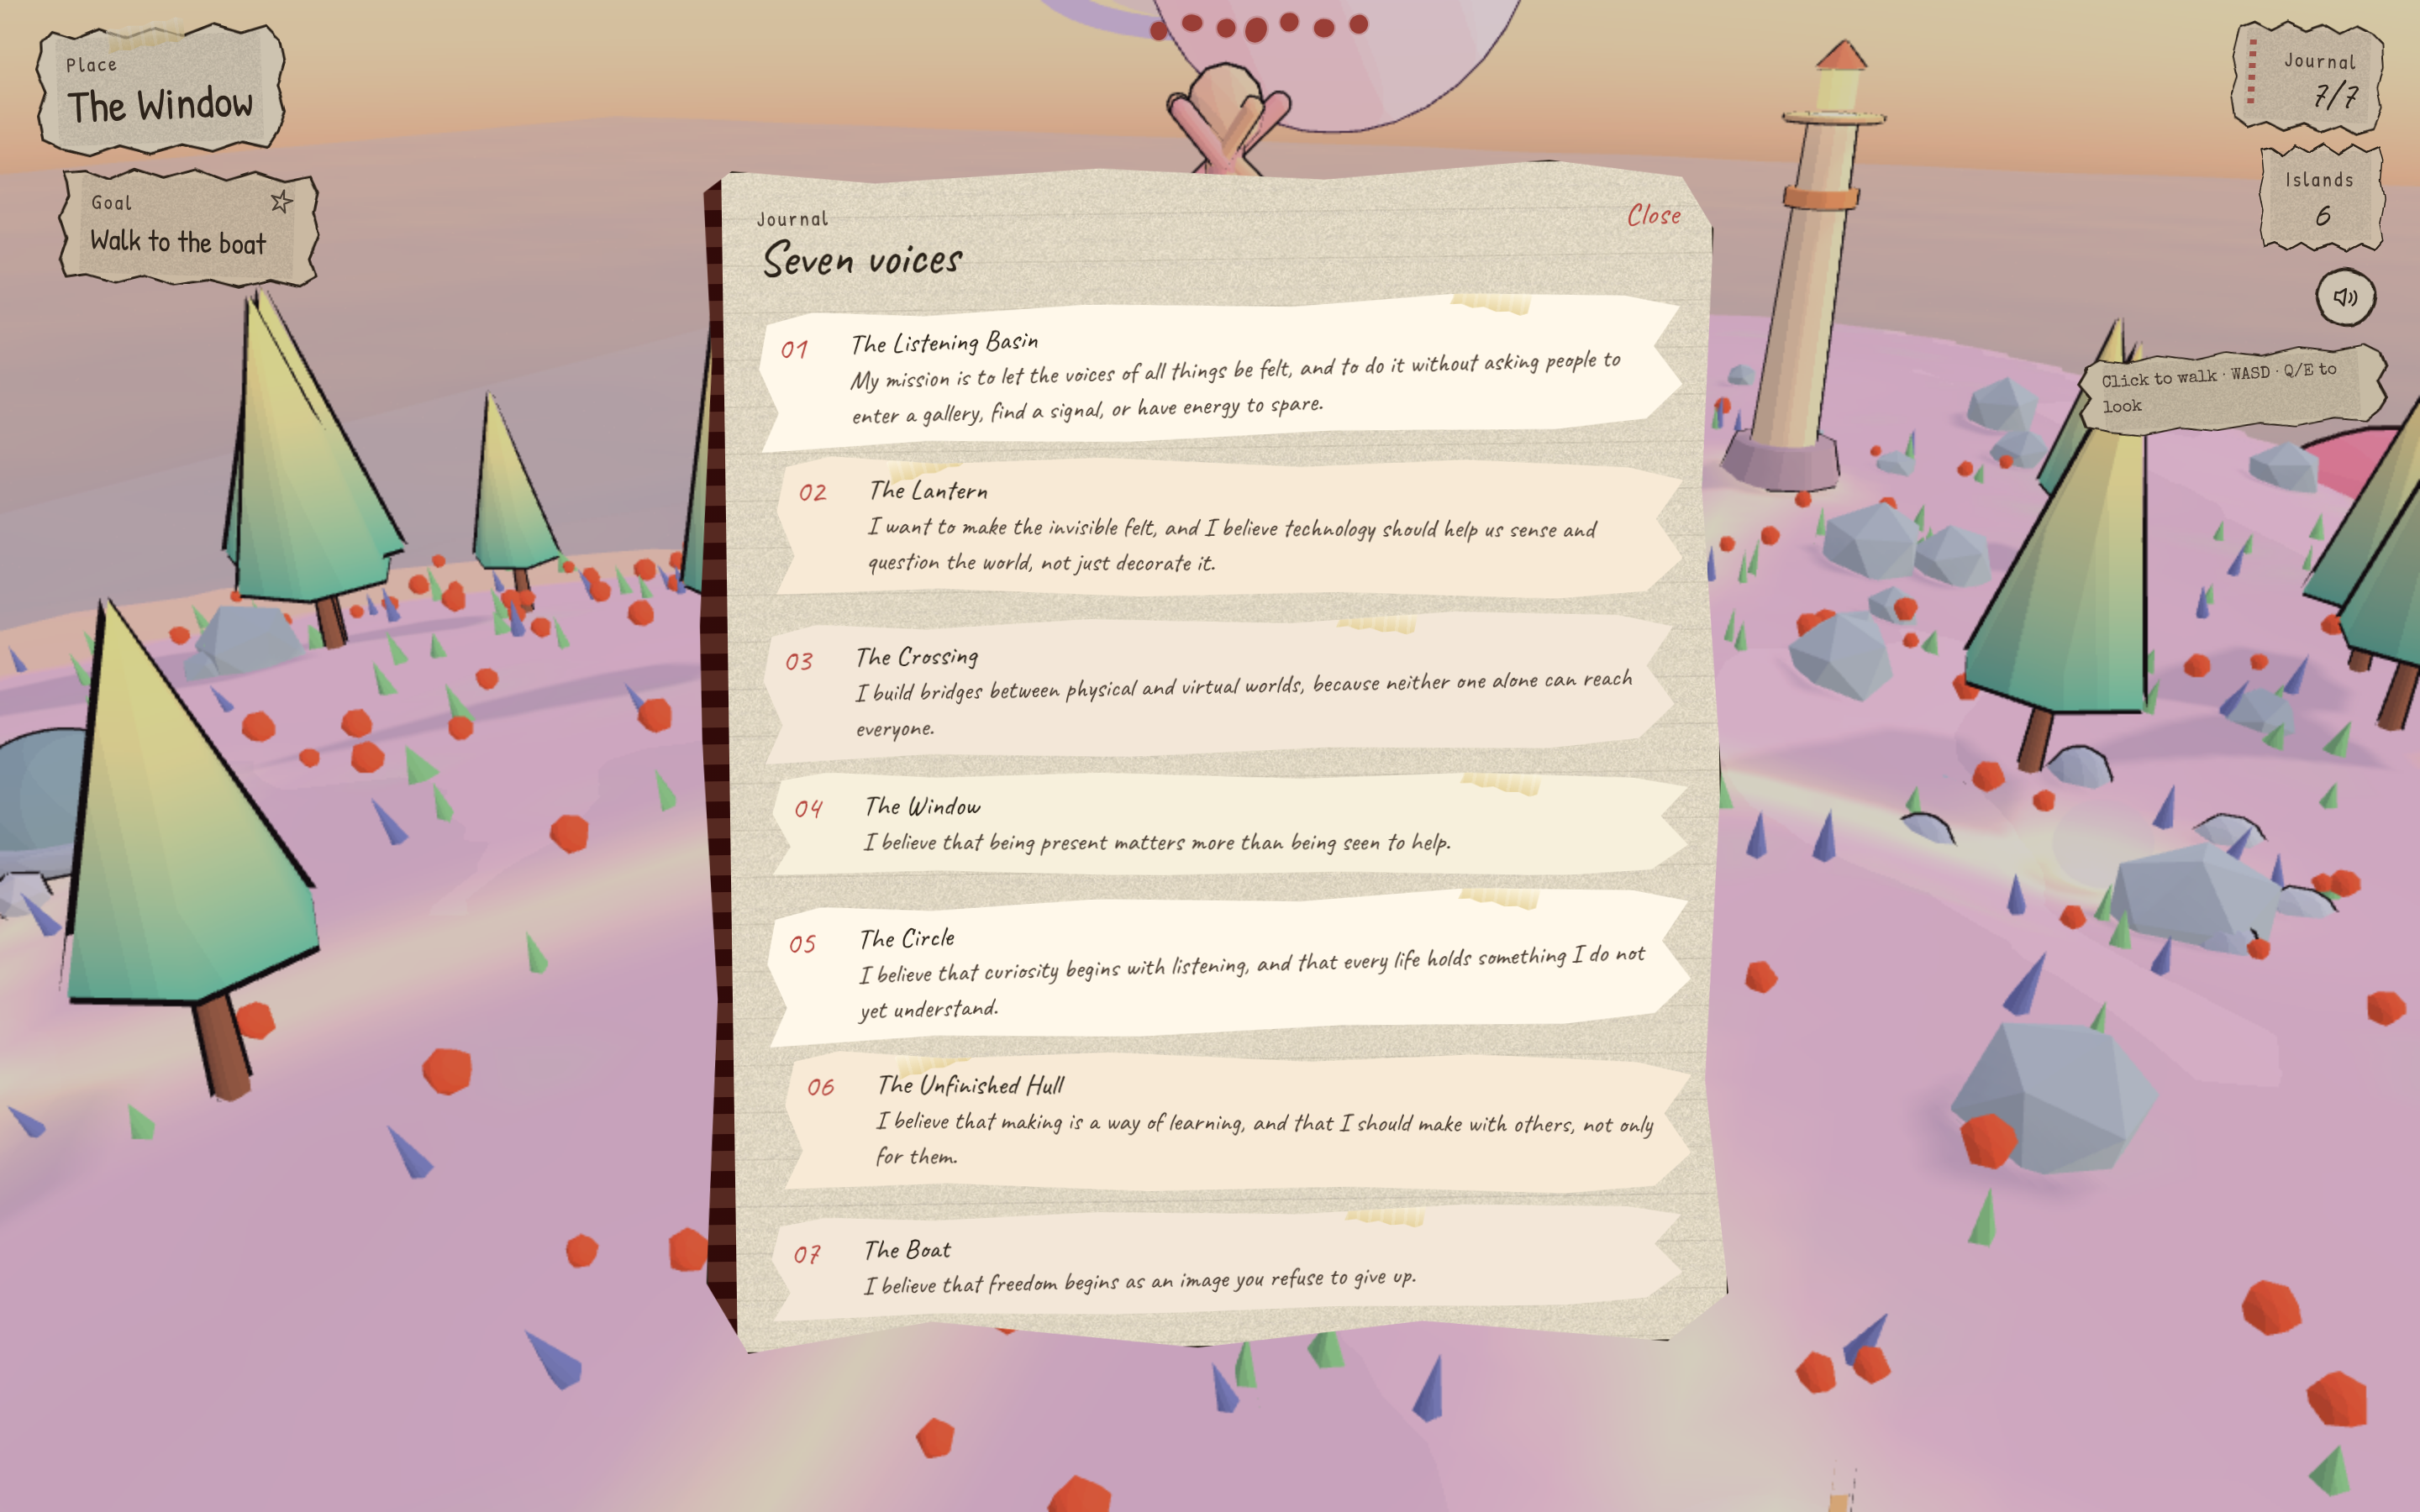 Place
The Window
Goal
Walk to the boat
Journal
7/7
Islands
6
Click to walk · WASD · Q/E to
look
Journal
Close
Seven voices
01
The Listening Basin
My mission is to let the voices of all things be felt, and to do it without asking people to
enter a gallery, find a signal, or have energy to spare.
02
The Lantern
I want to make the invisible felt, and I believe technology should help us sense and
question the world, not just decorate it.
03
The Crossing
I build bridges between physical and virtual worlds, because neither one alone can reach
everyone.
04
The Window
I believe that being present matters more than being seen to help.
05
The Circle
I believe that curiosity begins with listening, and that every life holds something I do not
yet understand.
06
The Unfinished Hull
I believe that making is a way of learning, and that I should make with others, not only
for them.
07
The Boat
I believe that freedom begins as an image you refuse to give up.